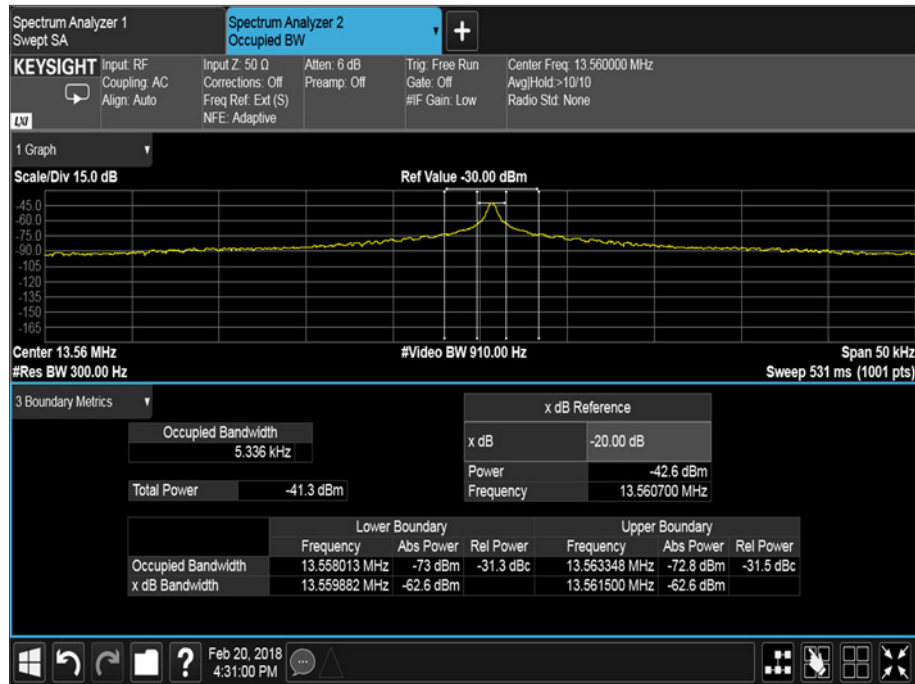 Spectrum Analyzer 1
Swept SA
Spectrum Analyzer 2
Occupied BW
+
KEYSIGHT
LXI
Input: RF
Coupling: AC
Align: Auto
Input Z: 50 Ω
Corrections: Off
Freq Ref: Ext (S)
NFE: Adaptive
Atten: 6 dB
Preamp: Off
Trig: Free Run
Gate: Off
#IF Gain: Low
Center Freq: 13.560000 MHz
Avg|Hold:>10/10
Radio Std: None
1 Graph
Scale/Div 15.0 dB
Ref Value -30.00 dBm
-45.0
-60.0
-75.0
-90.0
-105
-120
-135
-150
-165
Center 13.56 MHz
#Video BW 910.00 Hz
Span 50 kHz
#Res BW 300.00 Hz
Sweep 531 ms (1001 pts)
3 Boundary Metrics
Occupied Bandwidth
5.336 kHz
Total Power -41.3 dBm
x dB Reference
x dB -20.00 dB
Power -42.6 dBm
Frequency 13.560700 MHz
Lower Boundary Upper Boundary
Frequency Abs Power Rel Power Frequency Abs Power Rel Power
Occupied Bandwidth 13.558013 MHz -73 dBm -31.3 dBc 13.563348 MHz -72.8 dBm -31.5 dBc
x dB Bandwidth 13.559882 MHz -62.6 dBm 13.561500 MHz -62.6 dBm
?
Feb 20, 2018
4:31:00 PM